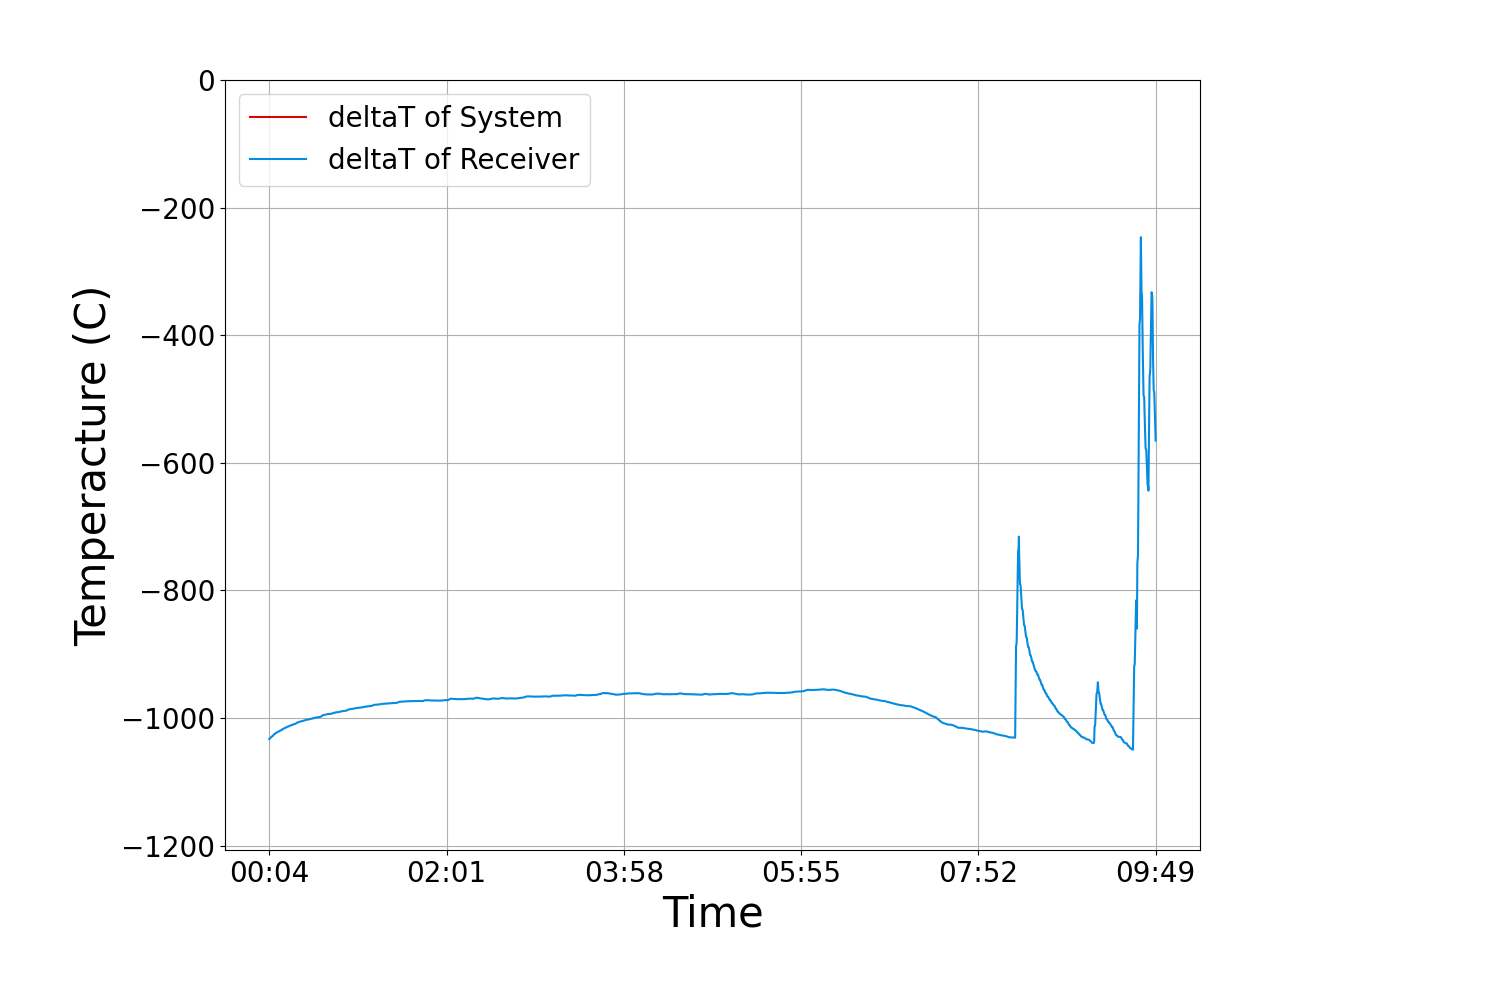 0
deltaT of System
deltaT of Receiver
−200
−400
−600
−800
−1000
−1200
Temperacture (C)
00:04 02:01 03:58 05:55 07:52 09:49
Time